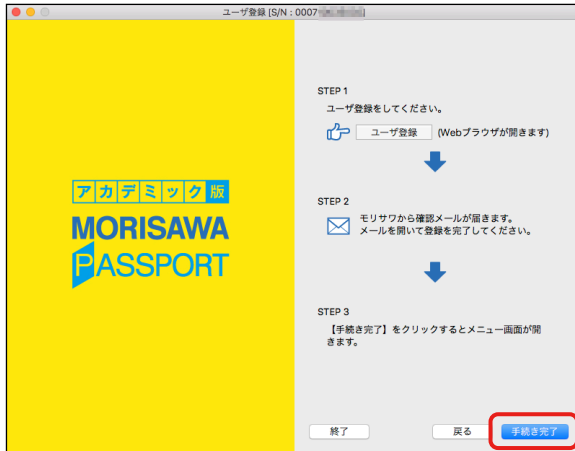 ユーザ登録 [S/N : 0007
STEP 1
ユーザ登録をしてください。
ユーザ登録 (Webブラウザが開きます)
STEP 2
モリサワから確認メールが届きます。
メールを開いて登録を完了してください。
STEP 3
【手続き完了】をクリックするとメニュー画面が開
きます。
アカデミック版
MORISAWA
PASSPORT
終了 戻る 手続き完了